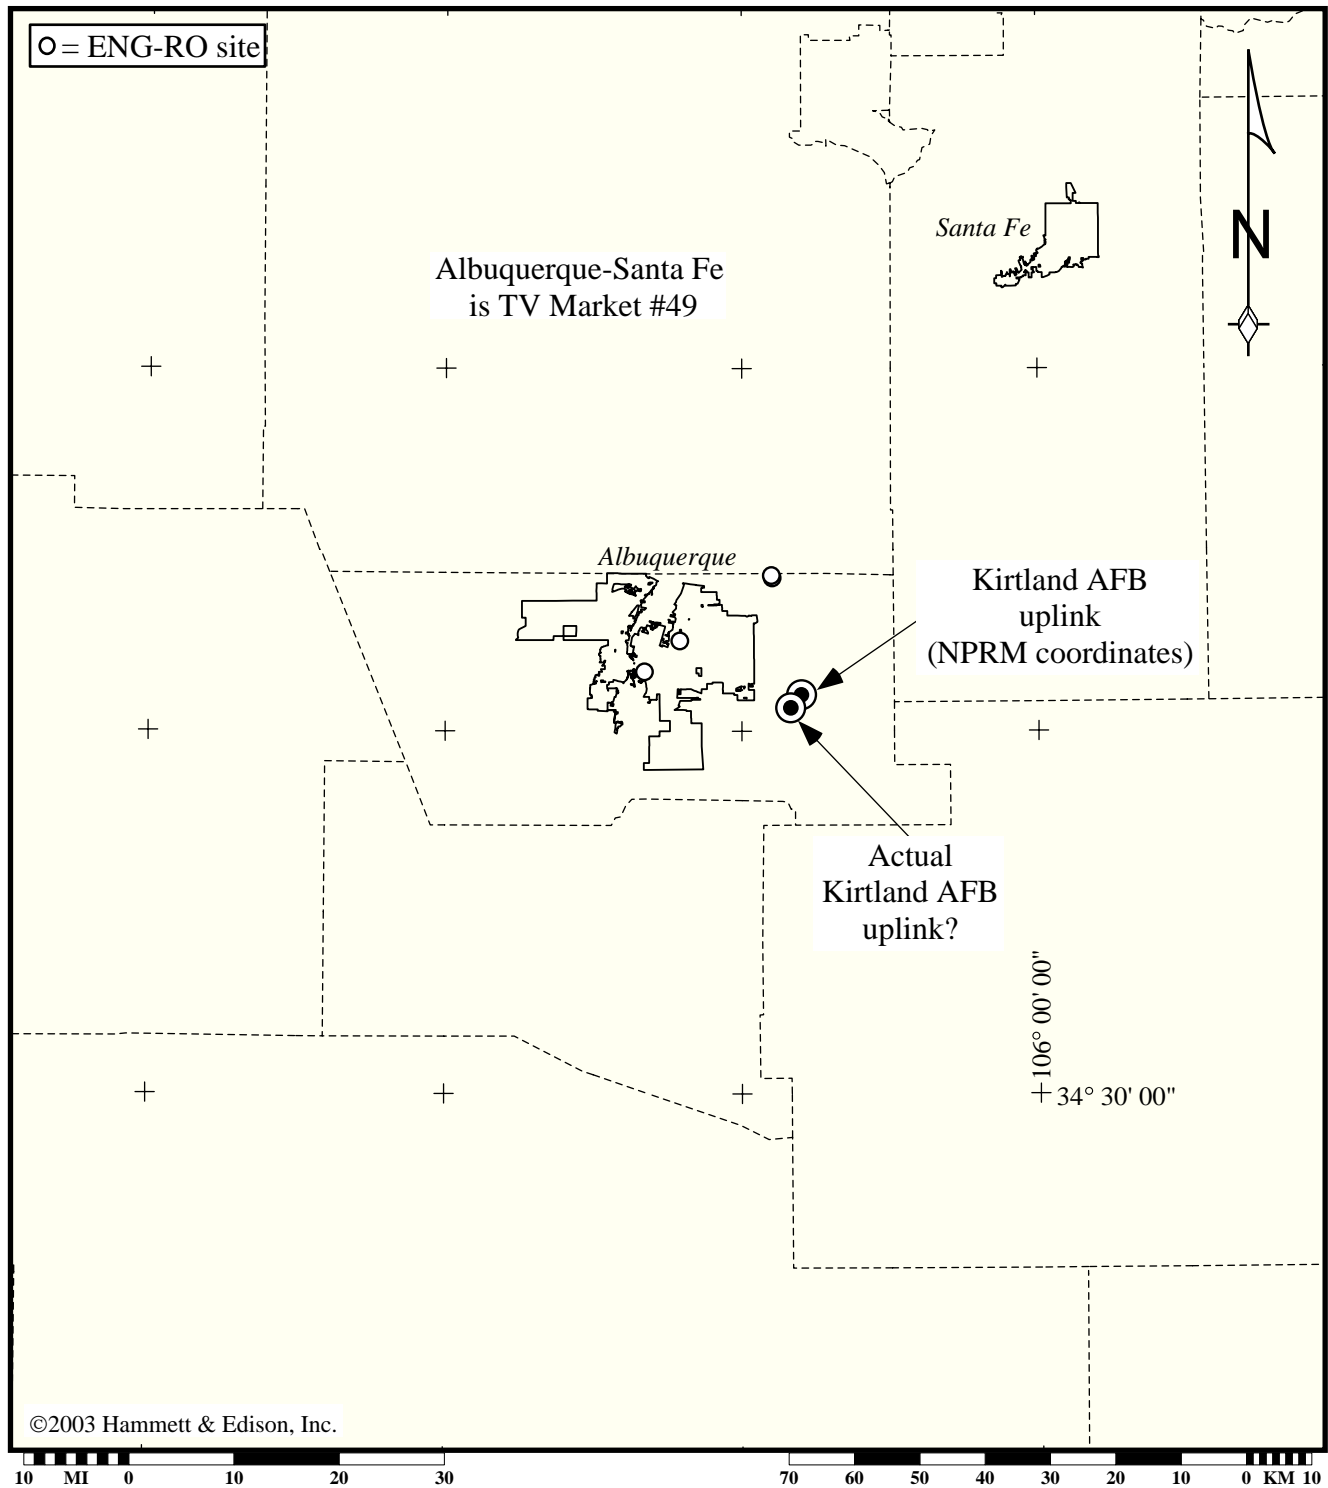 O = ENG-RO site
Santa Fe
N
Albuquerque-Santa Fe
is TV Market #49
Albuquerque
Kirtland AFB
uplink
(NPRM coordinates)
Actual
Kirtland AFB
uplink?
106° 00' 00"
34° 30' 00"
©2003 Hammett & Edison, Inc.
10 MI 0 10 20 30 70 60 50 40 30 20 10 0 KM 10